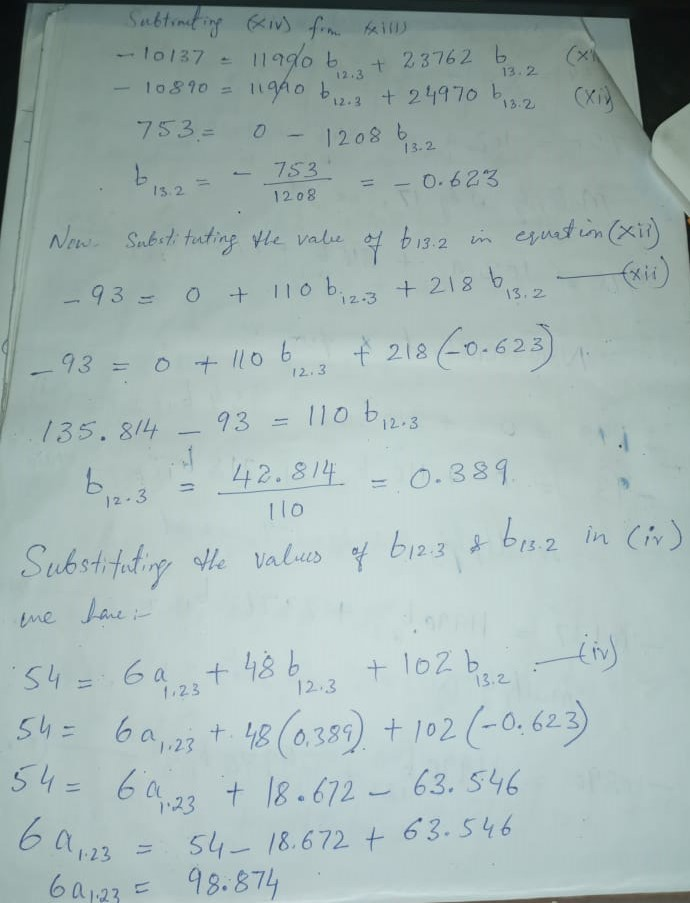 Subtracting (xiv) from (xiii)
-10137 = 11990 b12.3 + 23762 b13.2
-10890 = 11990 b12.3 + 24970 b13.2 (xiv)
753 = 0 - 1208 b13.2
b13.2 = - 753/1208 = - 0.623
Now Substituting the value of b13.2 in equation (xii)
-93 = 0 + 110 b12.3 + 218 b13.2 —(xii)
-93 = 0 + 110 b12.3 + 218 (-0.623)
135.814 - 93 = 110 b12.3
b12.3 = 42.814/110 = 0.389
Substituting the values of b12.3 & b13.2 in (iv)
we have :-
54 = 6a1.23 + 48 b12.3 + 102 b13.2 —(iv)
54 = 6a1.23 + 48 (0.389) + 102 (-0.623)
54 = 6a1.23 + 18.672 - 63.546
6a1.23 = 54 - 18.672 + 63.546
6a1.23 = 98.874